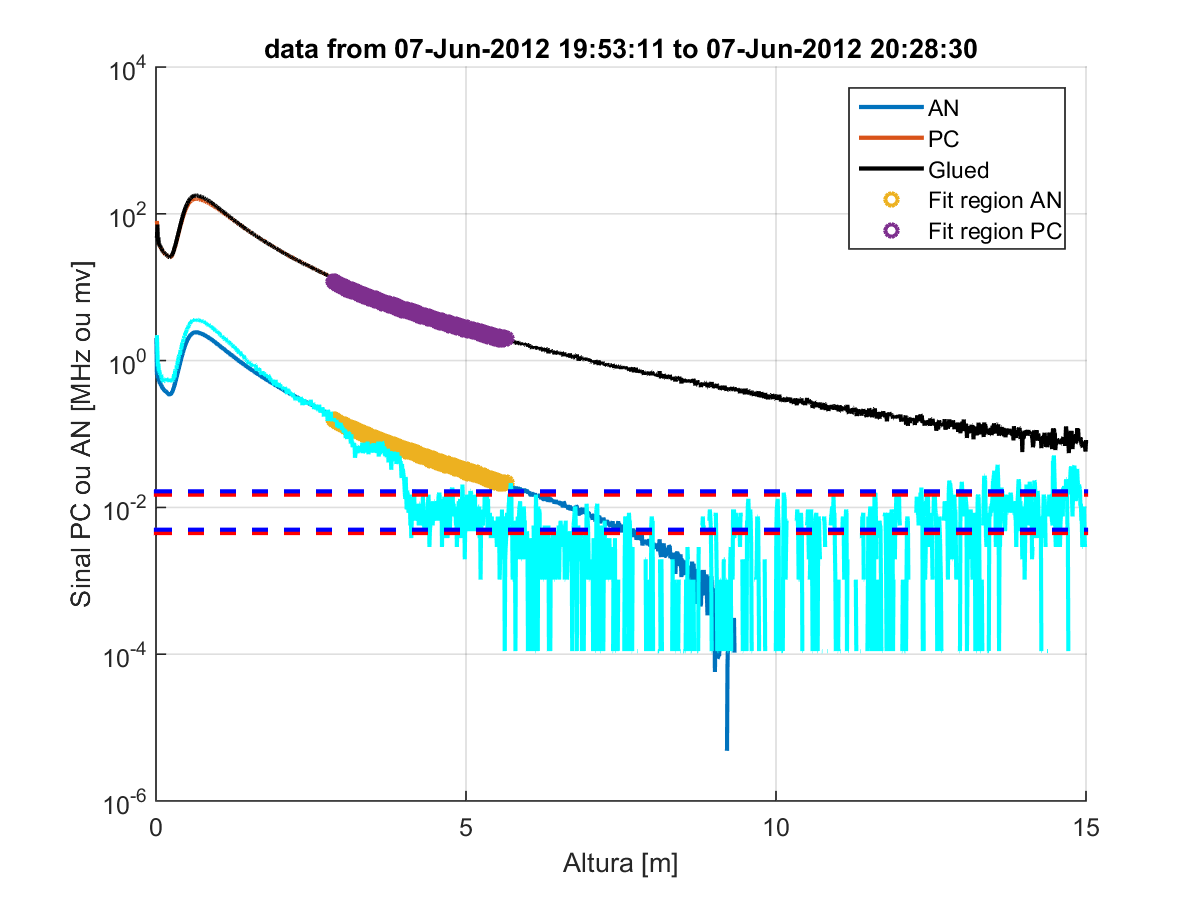 data from 07-Jun-2012 19:53:11 to 07-Jun-2012 20:28:30
10^4
10^2
10^0
10^-2
10^-4
10^-6
Sinal PC ou AN [MHz ou mv]
AN
PC
Glued
Fit region AN
Fit region PC
0
5
10
15
Altura [m]